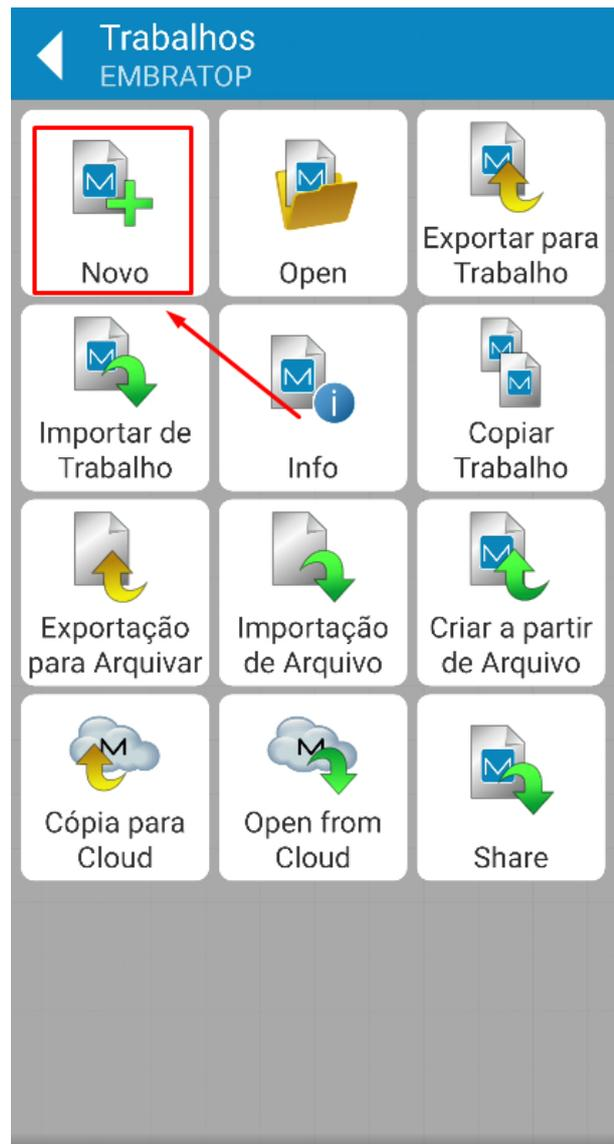 Trabalhos
EMBRATOP
Novo
Open
Exportar para
Trabalho
Importar de
Trabalho
Info
Copiar
Trabalho
Exportação
para Arquivar
Importação
de Arquivo
Criar a partir
de Arquivo
Cópia para
Cloud
Open from
Cloud
Share